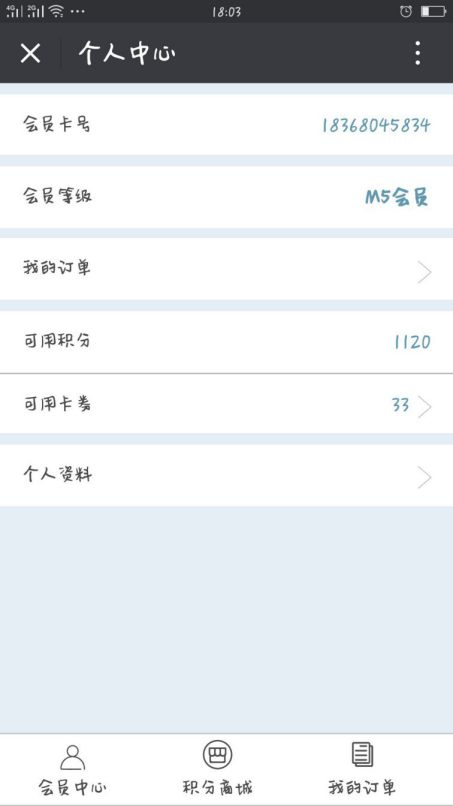 4G 2G 18:03
个人中心
会员卡号 18368045834
会员等级 M5会员
我的订单
可用积分 1120
可用卡券 33
个人资料
会员中心 积分商城 我的订单